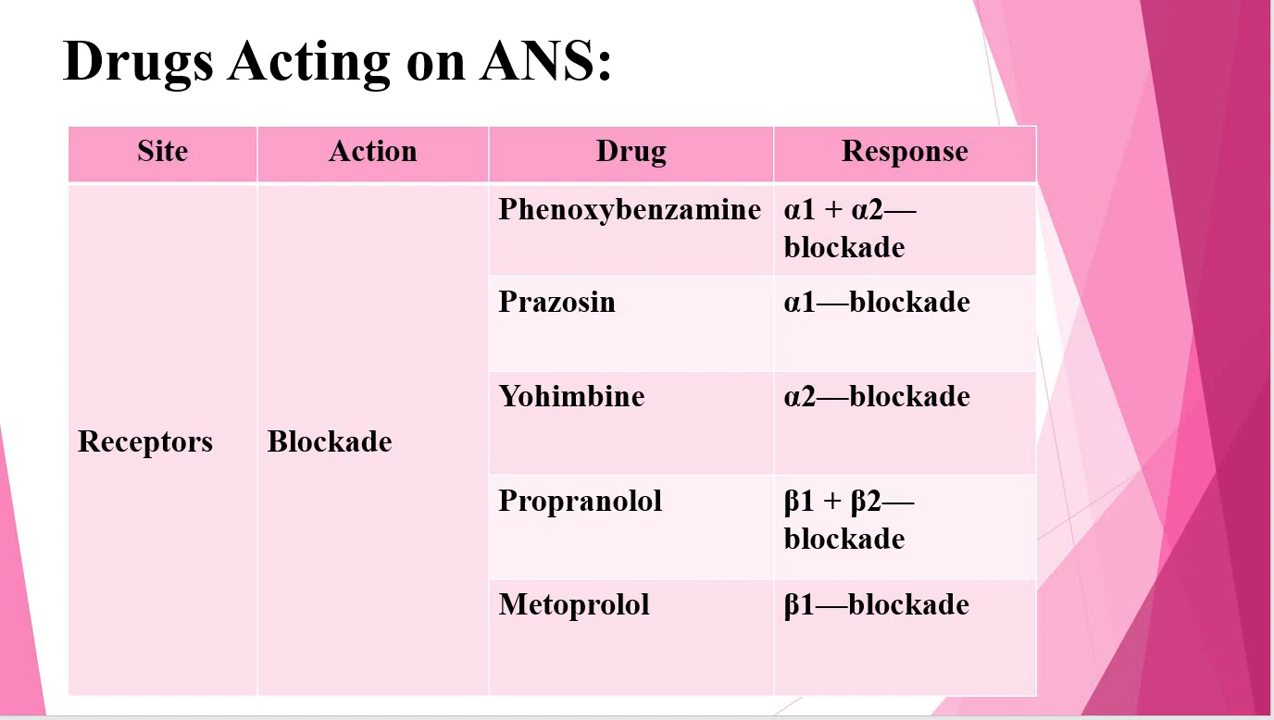 Drugs Acting on ANS:
Site Action Drug Response
Receptors Blockade Phenoxybenzamine α1 + α2—
blockade
Prazosin α1—blockade
Yohimbine α2—blockade
Propranolol β1 + β2—
blockade
Metoprolol β1—blockade